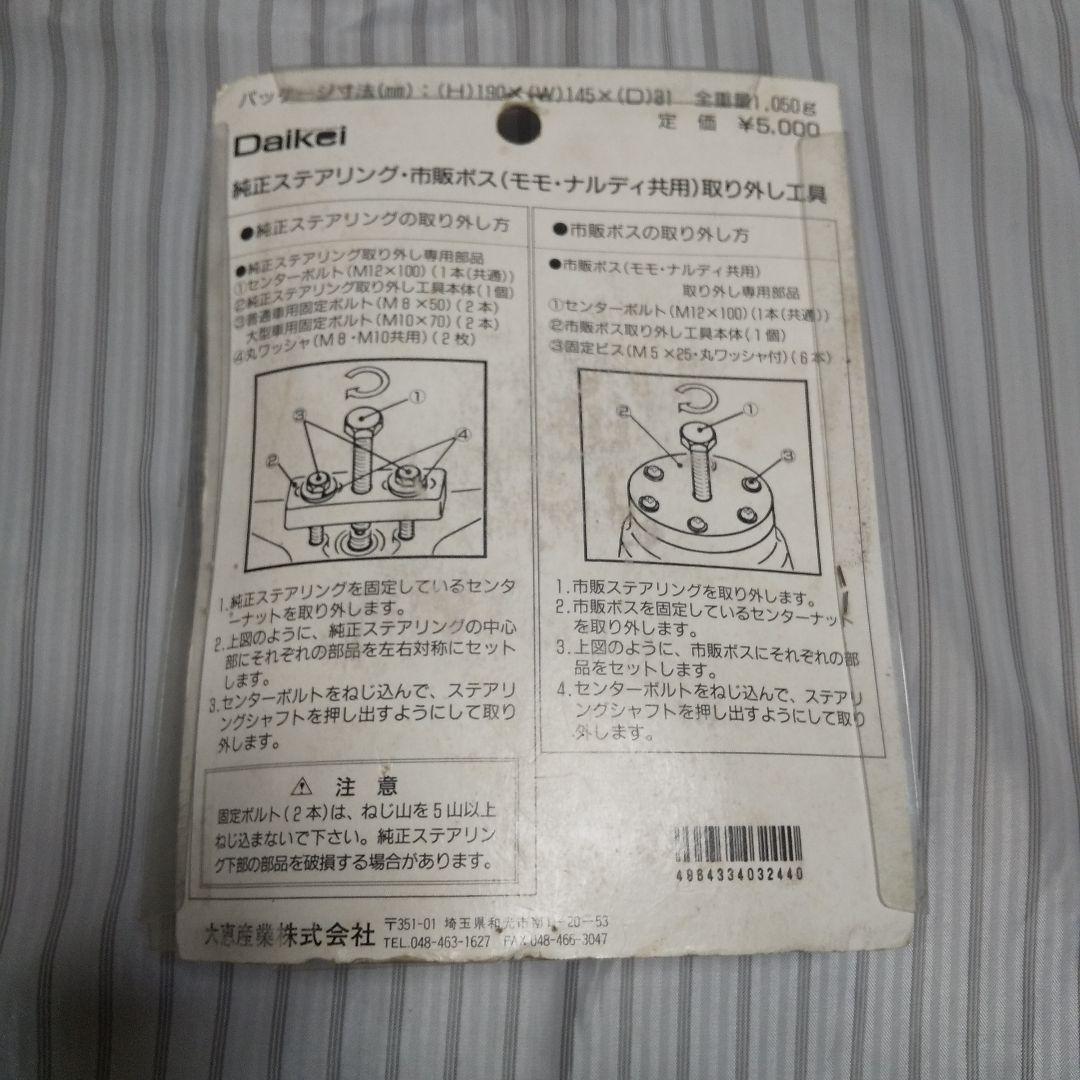 パッケージ寸法(mm)：(H)190×(W)145×(D)31 全重量1,050g
定 価 ¥5,000
Daikei
純正ステアリング・市販ボス(モモ・ナルディ共用)取り外し工具
●純正ステアリングの取り外し方
●純正ステアリング取り外し専用部品
①センターボルト(M12×100)(1本(共通))
②純正ステアリング取り外し工具本体(1個)
③普通車用固定ボルト(M8×50)(2本)
大型車用固定ボルト(M10×70)(2本)
④丸ワッシャ(M8・M10共用)(2枚)
①
③
④
②
1.純正ステアリングを固定しているセンタ
ーナットを取り外します。
2.上図のように、純正ステアリングの中心
部にそれぞれの部品を左右対称にセット
します。
3.センターボルトをねじ込んで、ステアリ
ングシャフトを押し出すようにして取り
外します。
⚠ 注 意
固定ボルト(2本)は、ねじ山を5山以上
ねじ込まないで下さい。純正ステアリン
グ下部の部品を破損する場合があります。
●市販ボスの取り外し方
●市販ボス(モモ・ナルディ共用)
取り外し専用部品
①センターボルト(M12×100)(1本(共通))
②市販ボス取り外し工具本体(1個)
③固定ビス(M5×25・丸ワッシャ付)(6本)
②
①
③
1.市販ステアリングを取り外します。
2.市販ボスを固定しているセンターナット
を取り外します。
3.上図のように、市販ボスにそれぞれの部
品をセットします。
4.センターボルトをねじ込んで、ステアリ
ングシャフトを押し出すようにして取り
外します。
4984334032440
大恵産業株式会社
〒351-01 埼玉県和光市南1-20-53
TEL.048-463-1627 FAX.048-466-3047